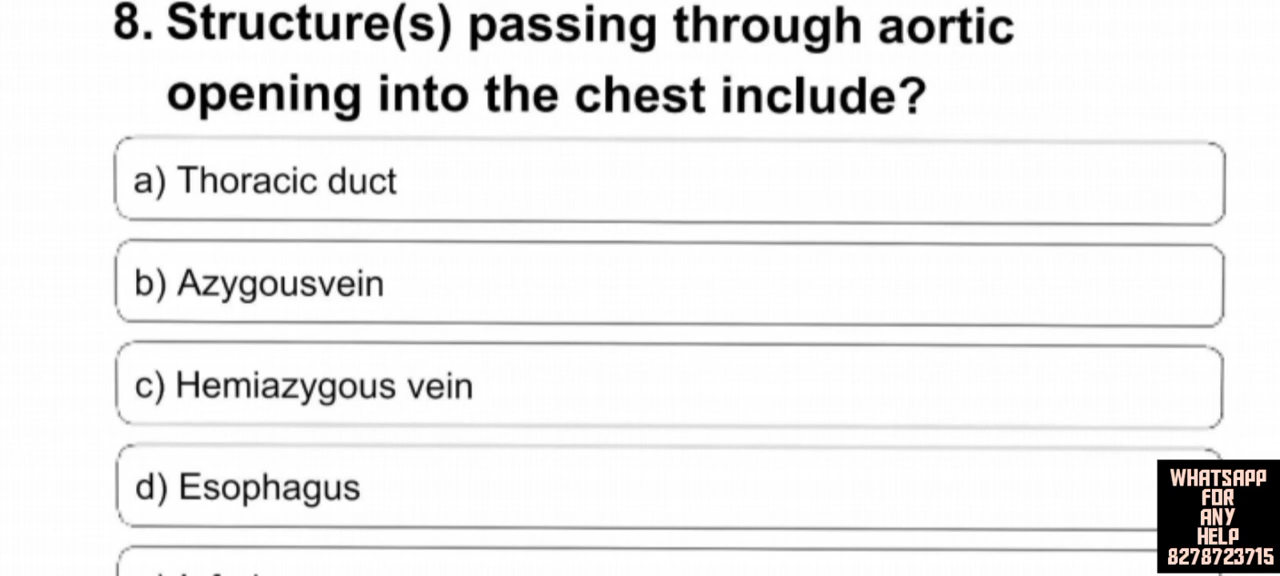 8. Structure(s) passing through aortic
opening into the chest include?
a) Thoracic duct
b) Azygousvein
c) Hemiazygous vein
d) Esophagus
WHATSAPP
FOR
ANY
HELP
8278723715